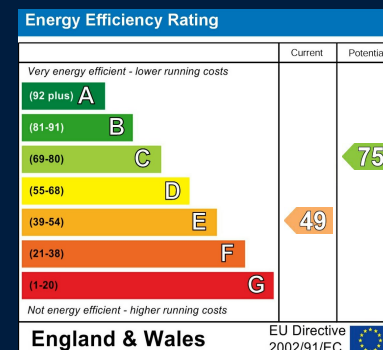 Energy Efficiency Rating
Current Potentia
Very energy efficient - lower running costs
(92 plus) A
(81-91) B
(69-80) C 75
(55-68) D
(39-54) E 49
(21-38) F
(1-20) G
Not energy efficient - higher running costs
England & Wales
EU Directive
2002/91/EC